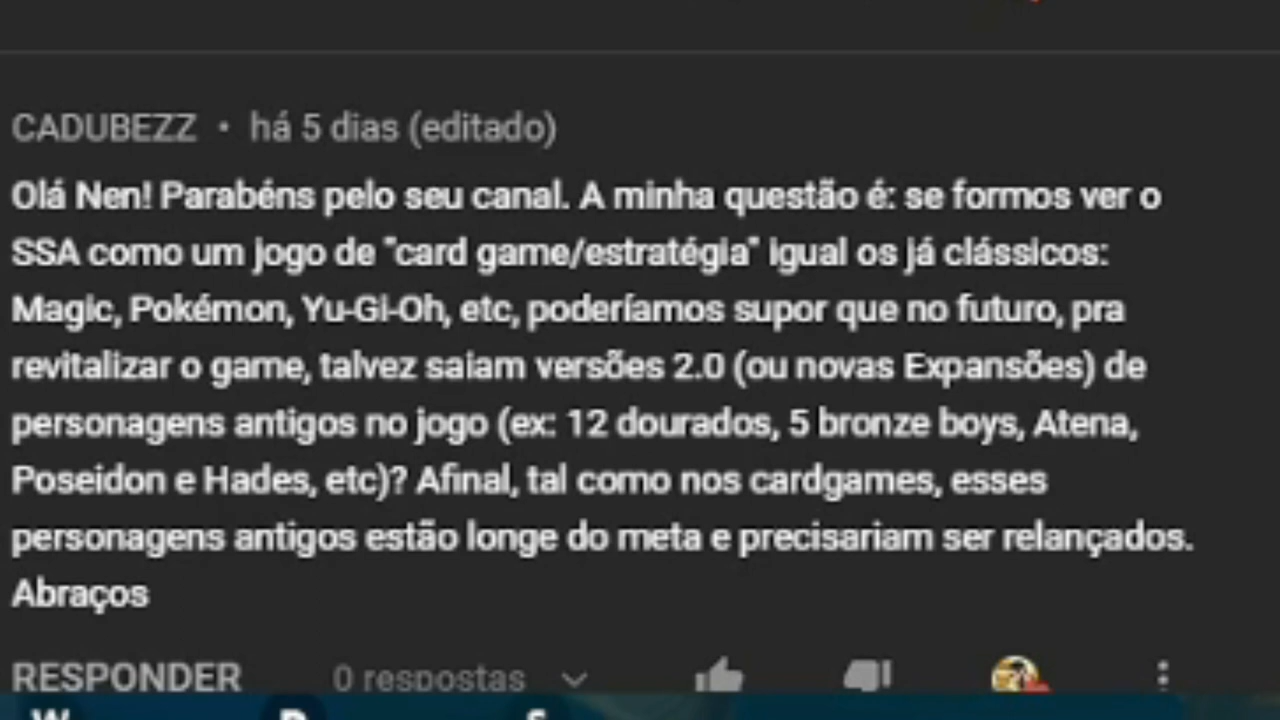 CADUBEZZ • há 5 dias (editado)
Olá Nen! Parabéns pelo seu canal. A minha questão é: se formos ver o
SSA como um jogo de "card game/estratégia" igual os já clássicos:
Magic, Pokémon, Yu-Gi-Oh, etc, poderíamos supor que no futuro, pra
revitalizar o game, talvez saiam versões 2.0 (ou novas Expansões) de
personagens antigos no jogo (ex: 12 dourados, 5 bronze boys, Atena,
Poseidon e Hades, etc)? Afinal, tal como nos cardgames, esses
personagens antigos estão longe do meta e precisariam ser relançados.
Abraços
RESPONDER 0 respostas